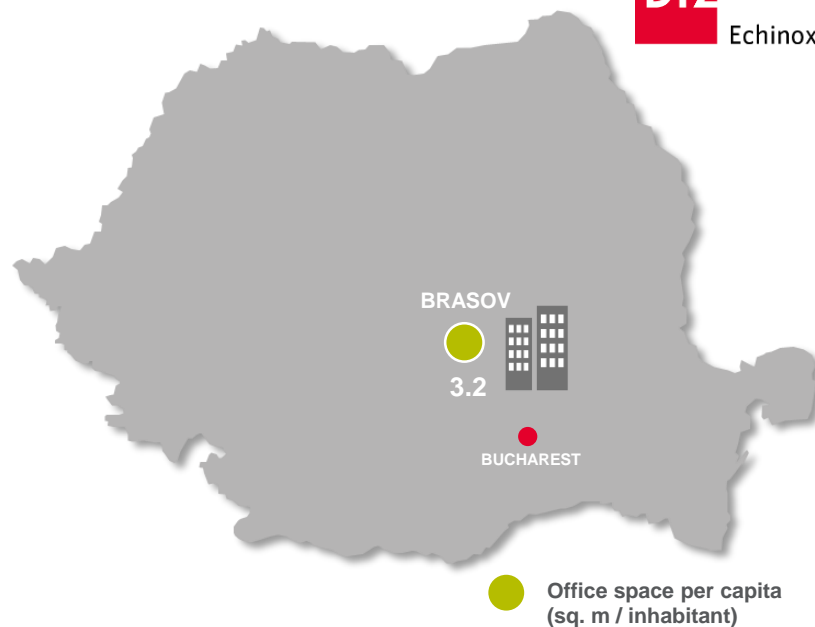 Echinox
BRASOV
3.2
BUCHAREST
Office space per capita
(sq. m / inhabitant)